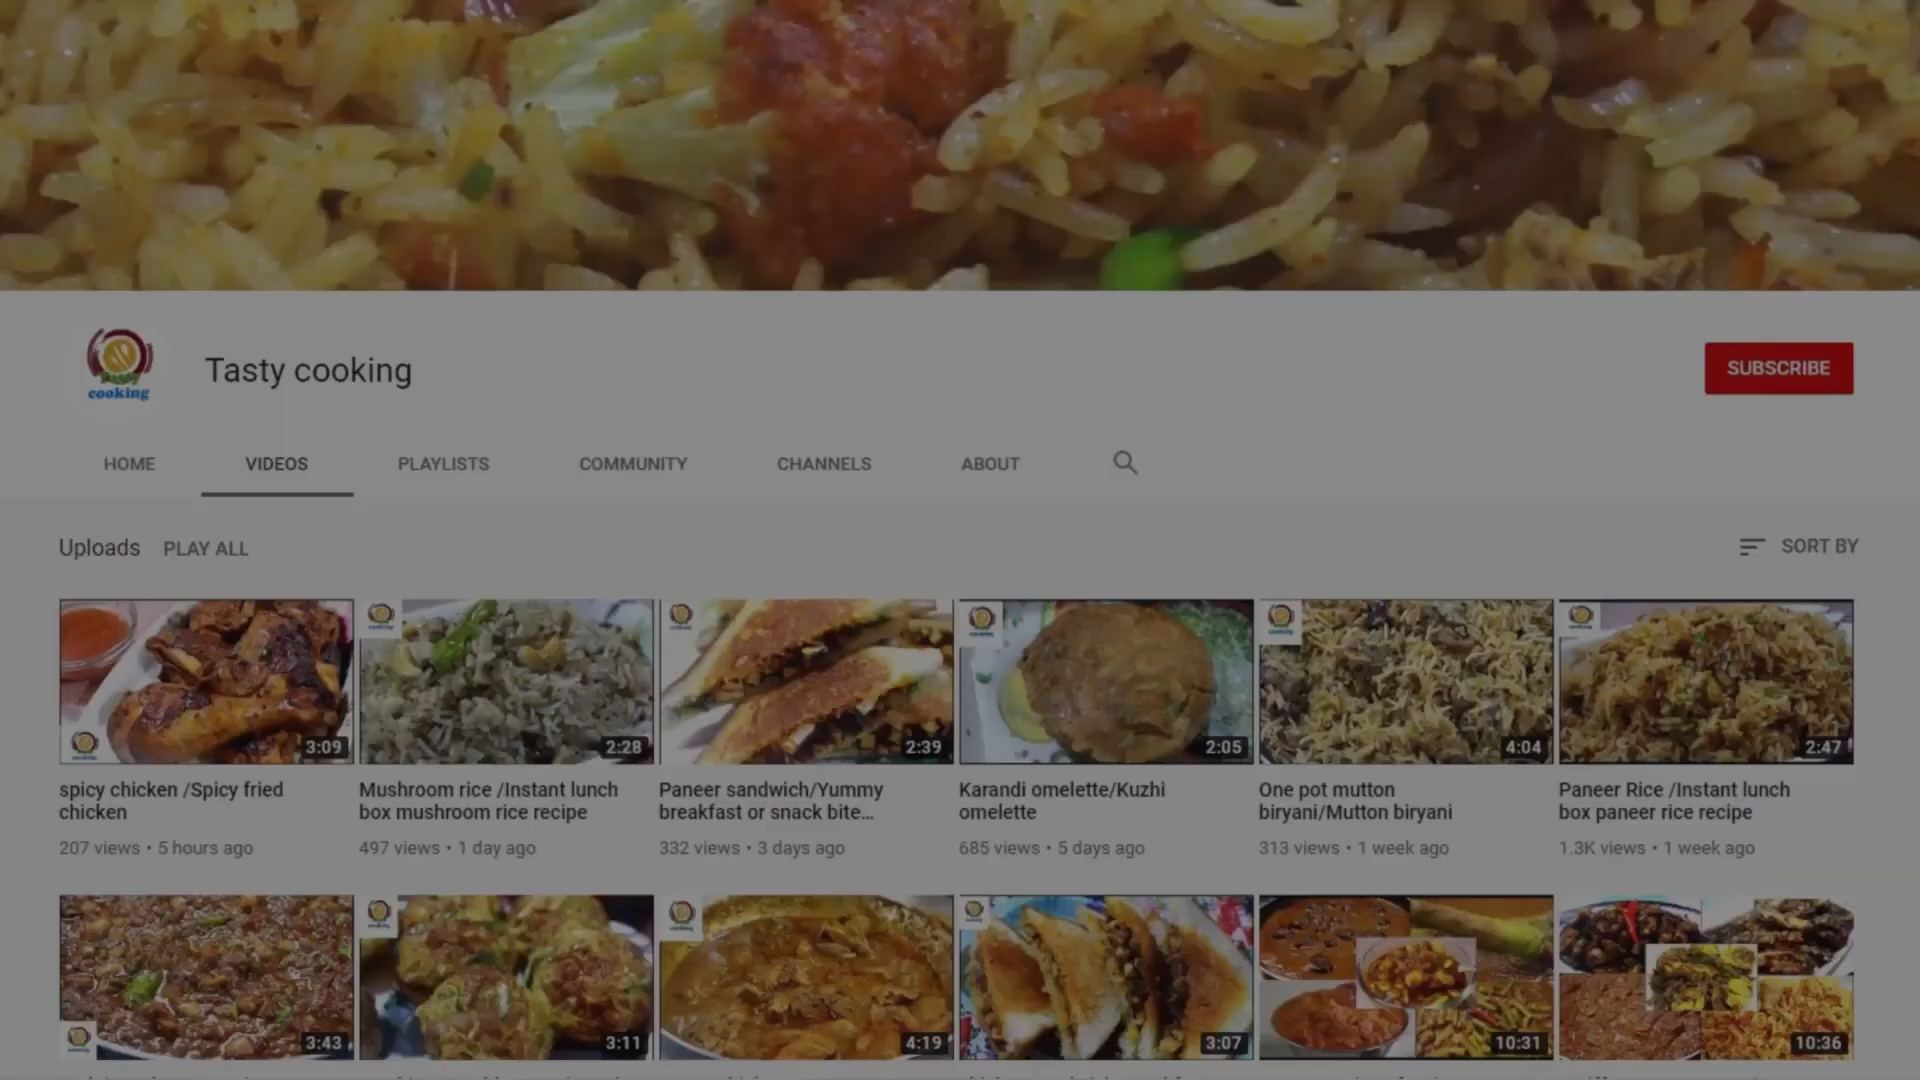 cooking
Tasty cooking
SUBSCRIBE
HOME
VIDEOS
PLAYLISTS
COMMUNITY
CHANNELS
ABOUT
Uploads
PLAY ALL
SORT BY
3:09
2:28
2:39
2:05
4:04
2:47
spicy chicken /Spicy fried
chicken
207 views • 5 hours ago
Mushroom rice /Instant lunch
box mushroom rice recipe
497 views • 1 day ago
Paneer sandwich/Yummy
breakfast or snack bite...
332 views • 3 days ago
Karandi omelette/Kuzhi
omelette
685 views • 5 days ago
One pot mutton
biryani/Mutton biryani
313 views • 1 week ago
Paneer Rice /Instant lunch
box paneer rice recipe
1.3K views • 1 week ago
3:43
3:11
4:19
3:07
10:31
10:36